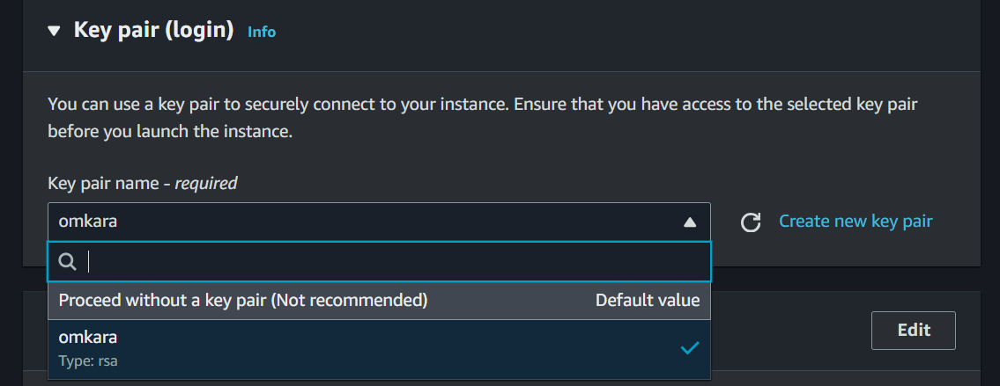 Key pair (login) Info
You can use a key pair to securely connect to your instance. Ensure that you have access to the selected key pair
before you launch the instance.
Key pair name - required
omkara
Create new key pair
Proceed without a key pair (Not recommended) Default value
omkara
Type: rsa
Edit